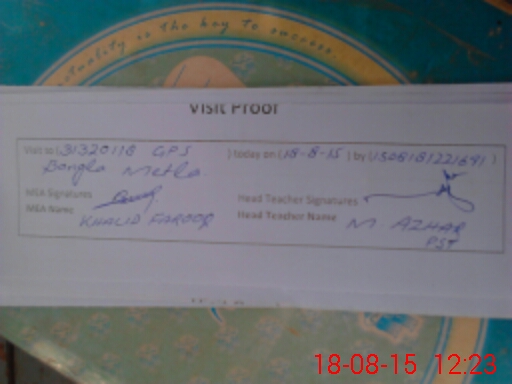 Punctuality is the key to success
Visit Proof
Visit to (31320118 GPS ) today on (18-8-15 ) by (1508181221691 )
Bangla Metla
MEA Signatures
Head Teacher Signatures
MEA Name KHALID FAROOQ
Head Teacher Name M AZHAR
PST
18-08-15 12:23